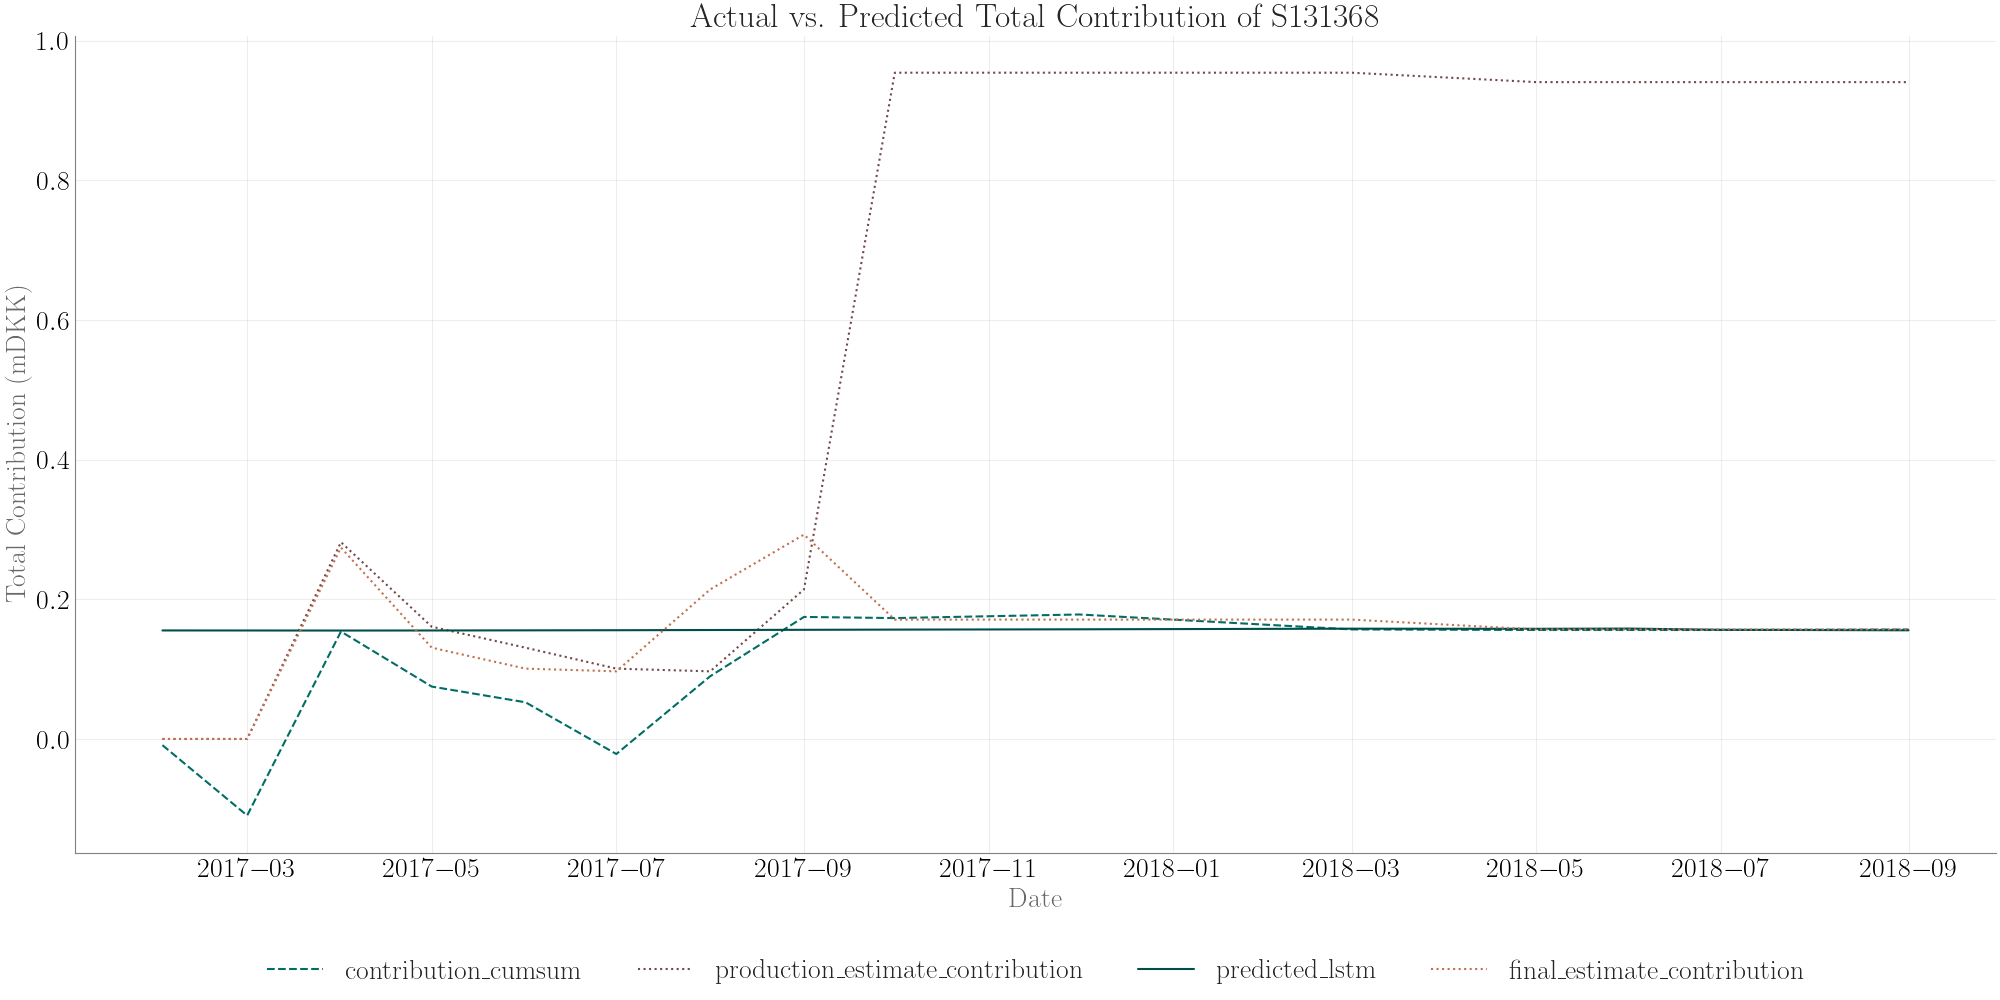 Actual vs. Predicted Total Contribution of S131368
1.0
0.8
0.6
0.4
0.2
0.0
Total Contribution (mDKK)
2017−03 2017−05 2017−07 2017−09 2017−11 2018−01 2018−03 2018−05 2018−07 2018−09
Date
contribution_cumsum production_estimate_contribution predicted_lstm final_estimate_contribution